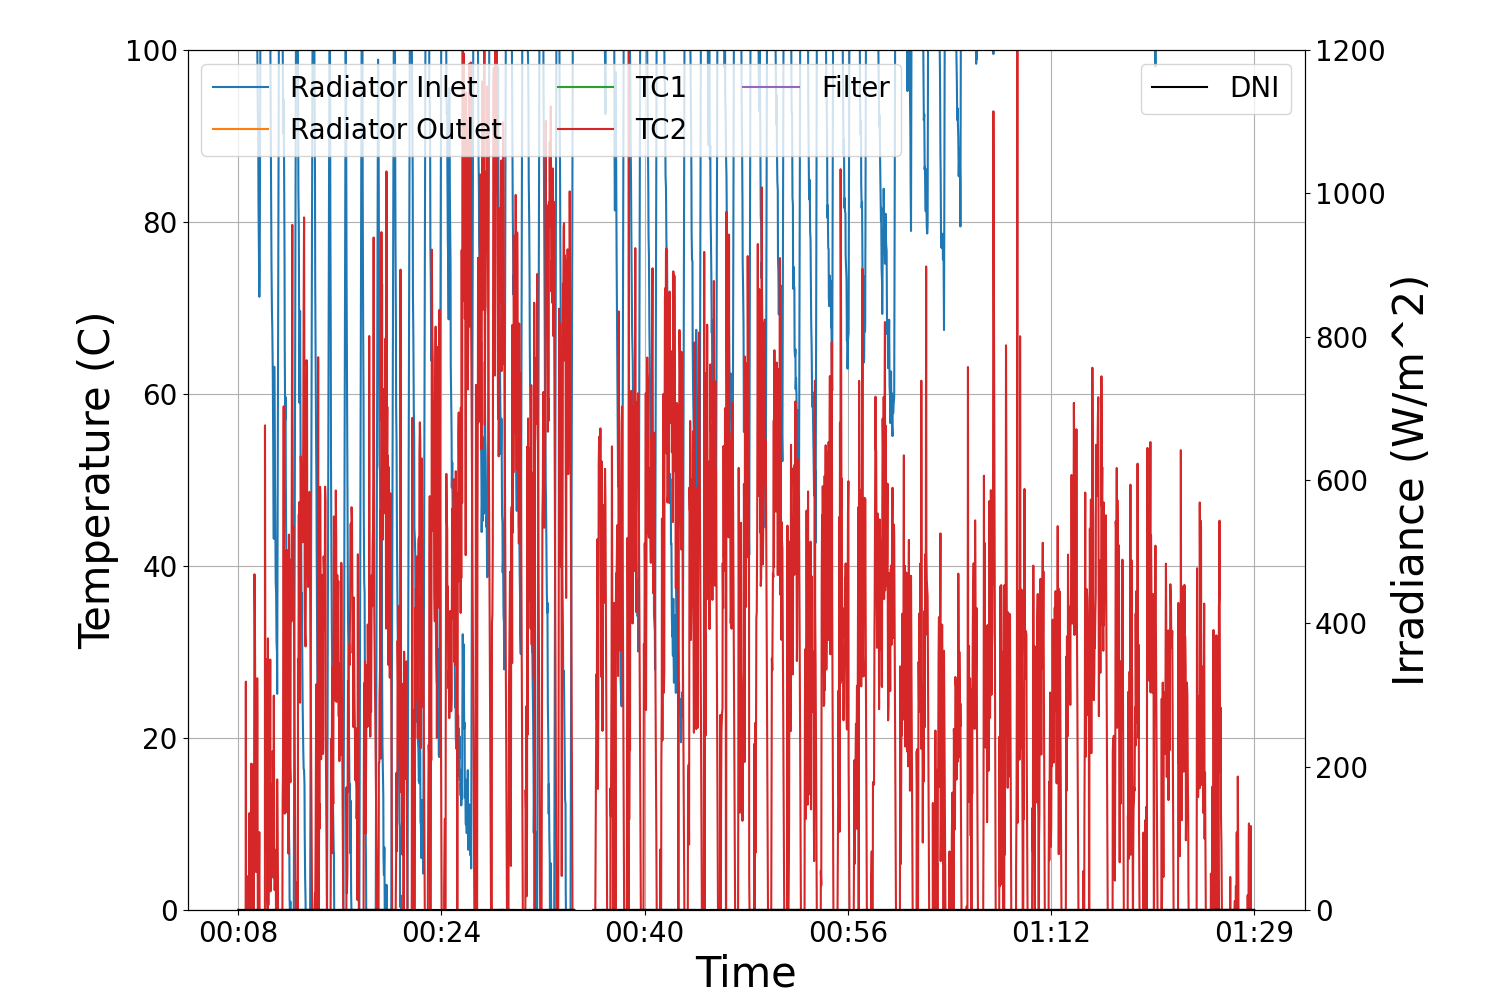 100
80
60
40
20
0
Temperature (C)
1200
1000
800
600
400
200
0
Irradiance (W/m^2)
Radiator Inlet
Radiator Outlet
TC1
TC2
Filter
DNI
00:08 00:24 00:40 00:56 01:12 01:29
Time